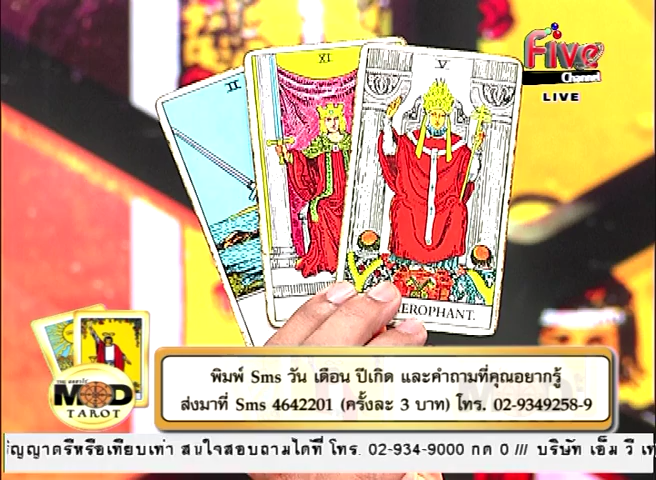 II
XI
V
HIEROPHANT.
Five
Channel
LIVE
MOD
TAROT
พิมพ์ Sms วัน เดือน ปีเกิด และคำถามที่คุณอยากรู้
ส่งมาที่ Sms 4642201 (ครั้งละ 3 บาท) โทร. 02-9349258-9
ริญญาตรีหรือเทียบเท่า สนใจสอบถามได้ที่ โทร. 02-934-9000 กด 0 /// บริษัท เอ็ม วี เท